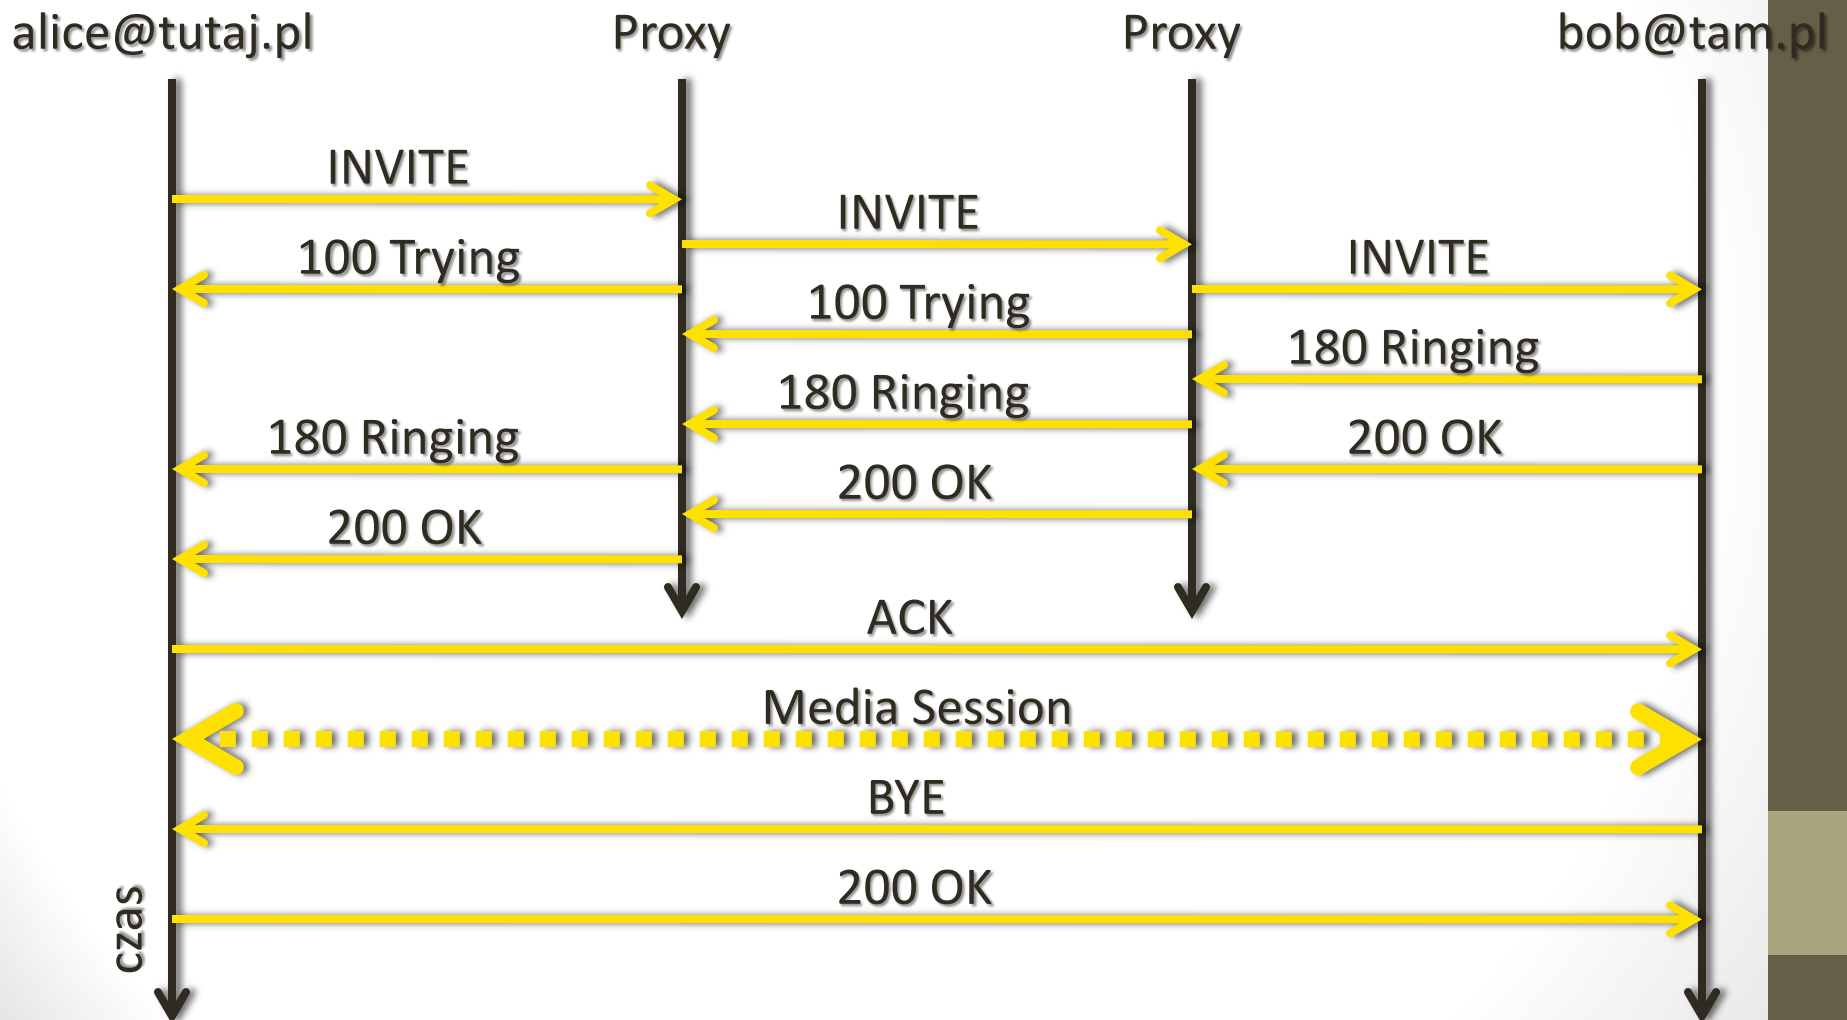 alice@tutaj.pl
Proxy
Proxy
bob@tam.pl
INVITE
INVITE
100 Trying
INVITE
100 Trying
180 Ringing
180 Ringing
180 Ringing
200 OK
200 OK
200 OK
ACK
Media Session
BYE
200 OK
czas